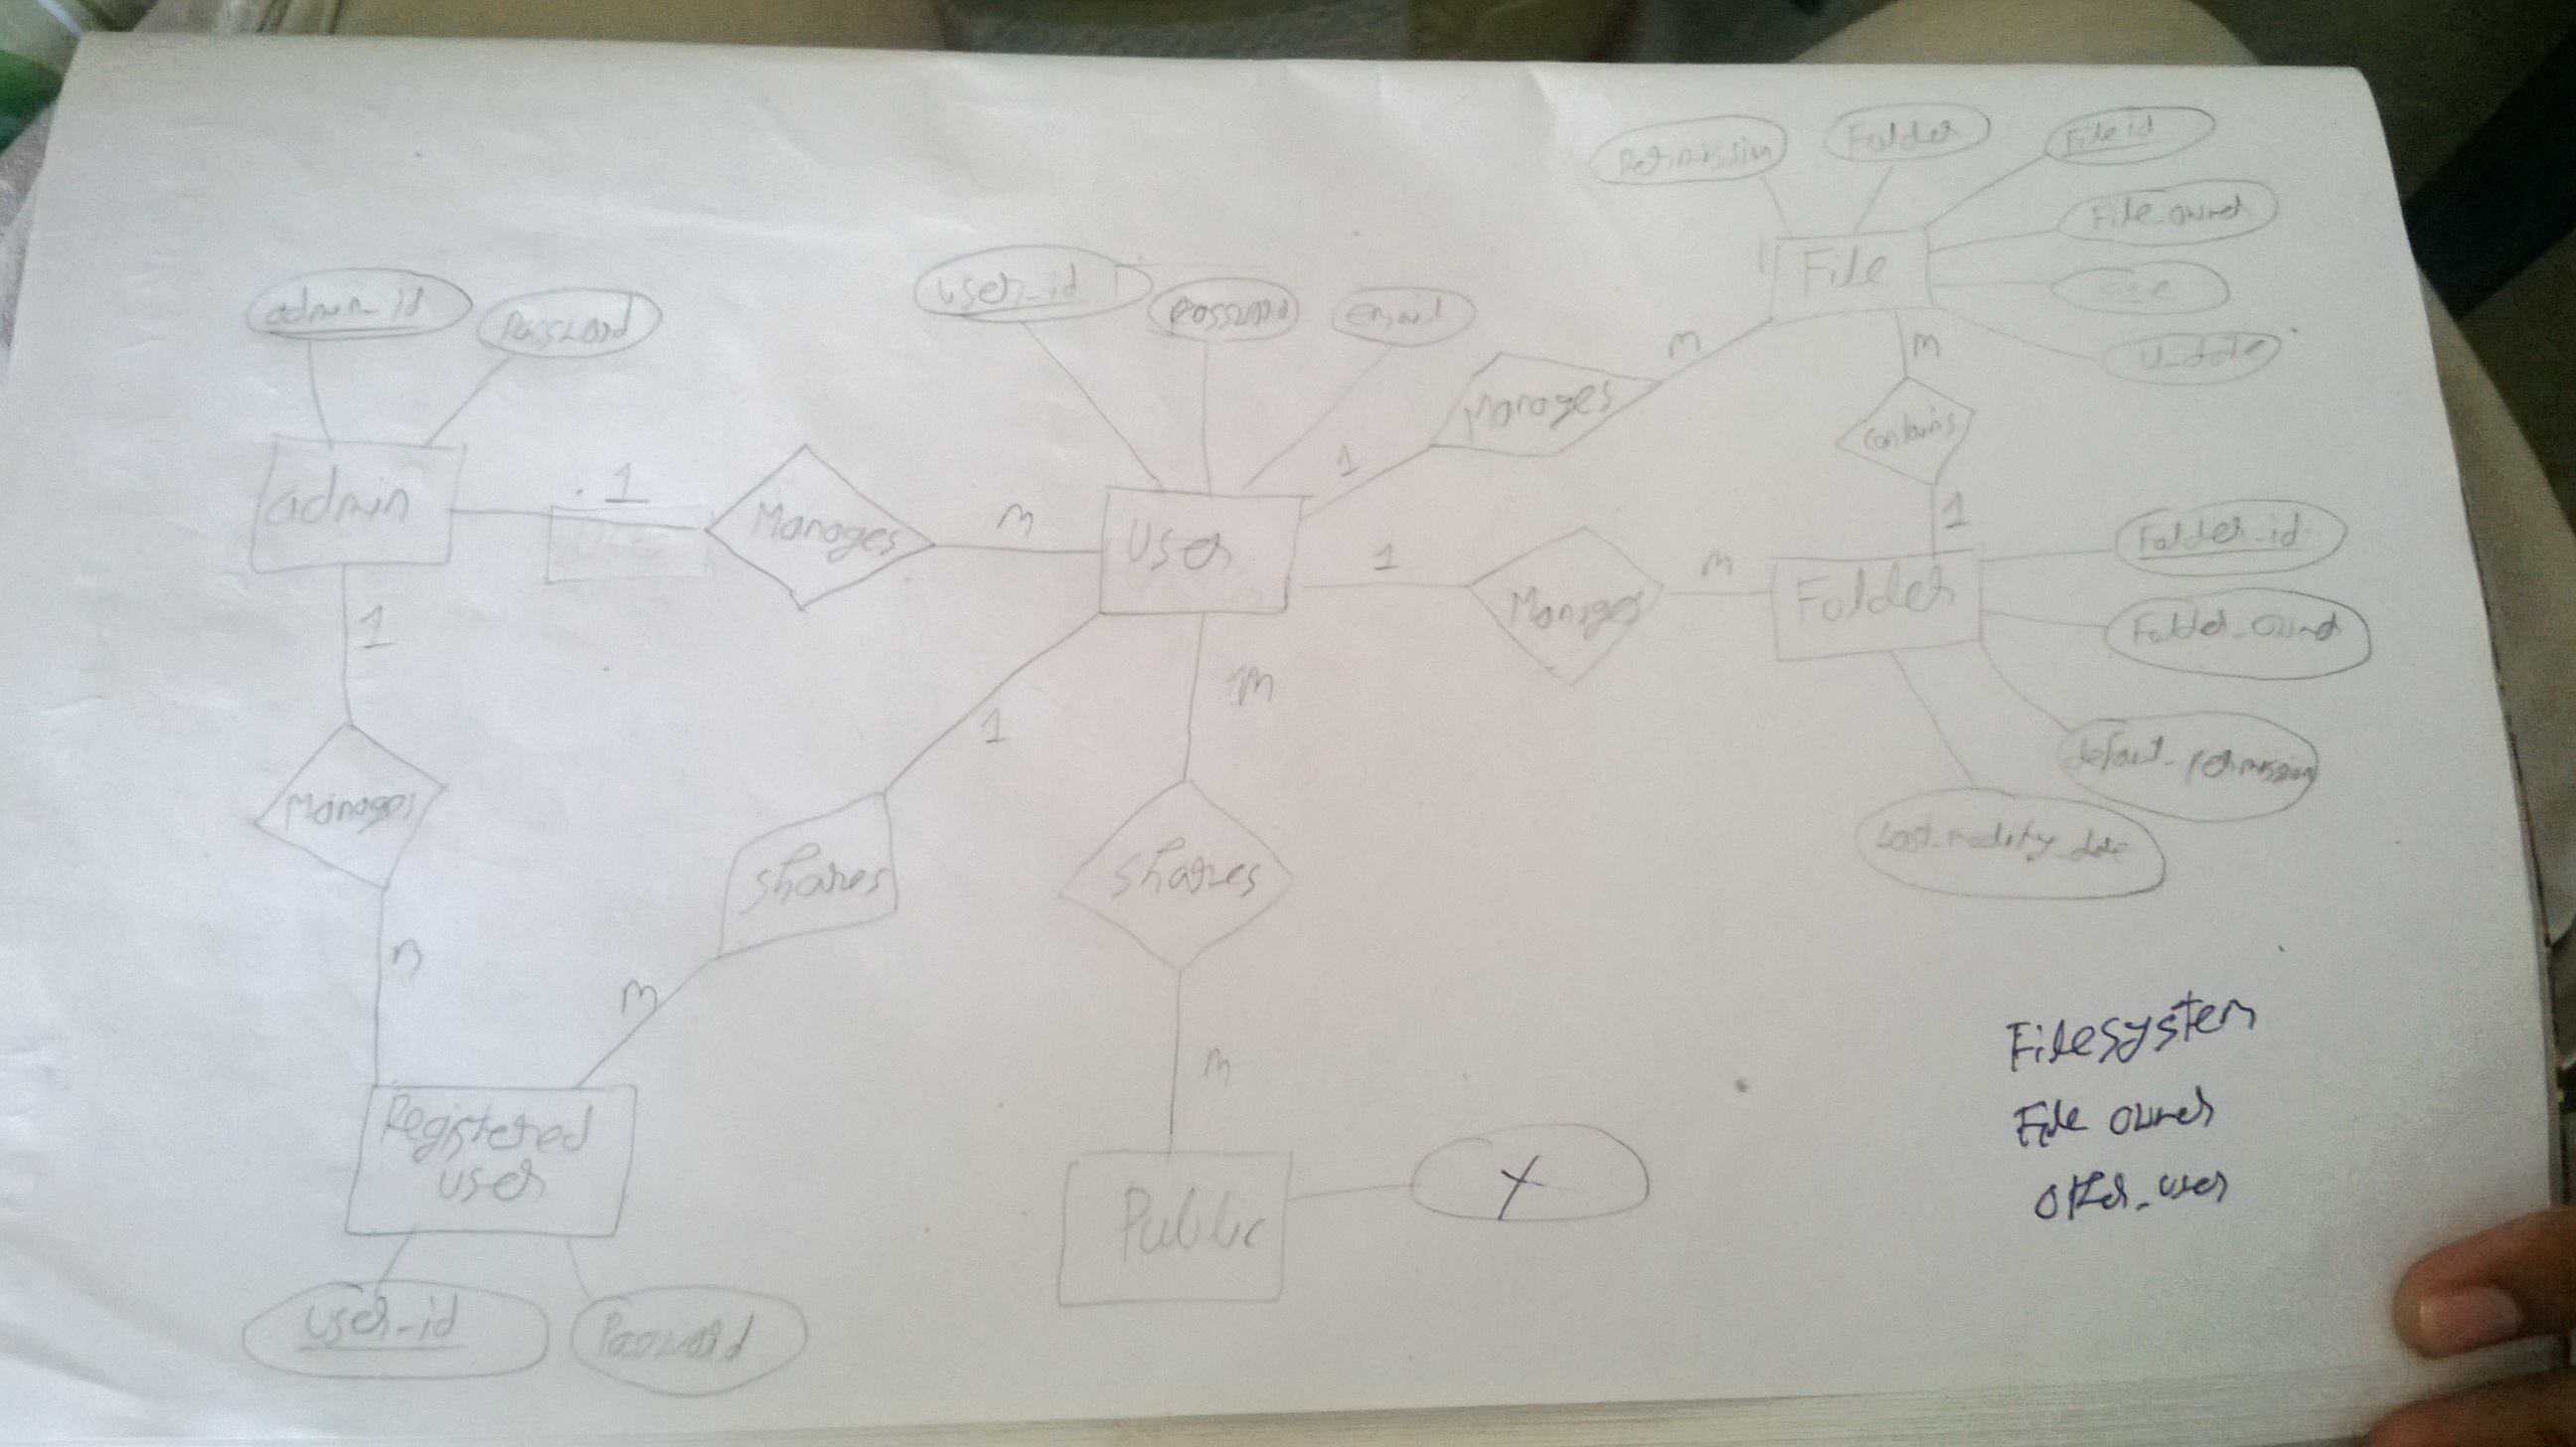 Permission Folder File id
File_owner
File
size
u_date
admin_id Password
user_id Password email
m
m
Manages
contains
1
1
admin
1
Manages
m
User
1
Manages
m
Folder
Folder_id
Folder_owner
default_permission
Last_modify_date
1
Manages
m
1
shares
m
m
shares
m
Registered
user
user_id Password
Public
X
Filesystem
File owner
other_user